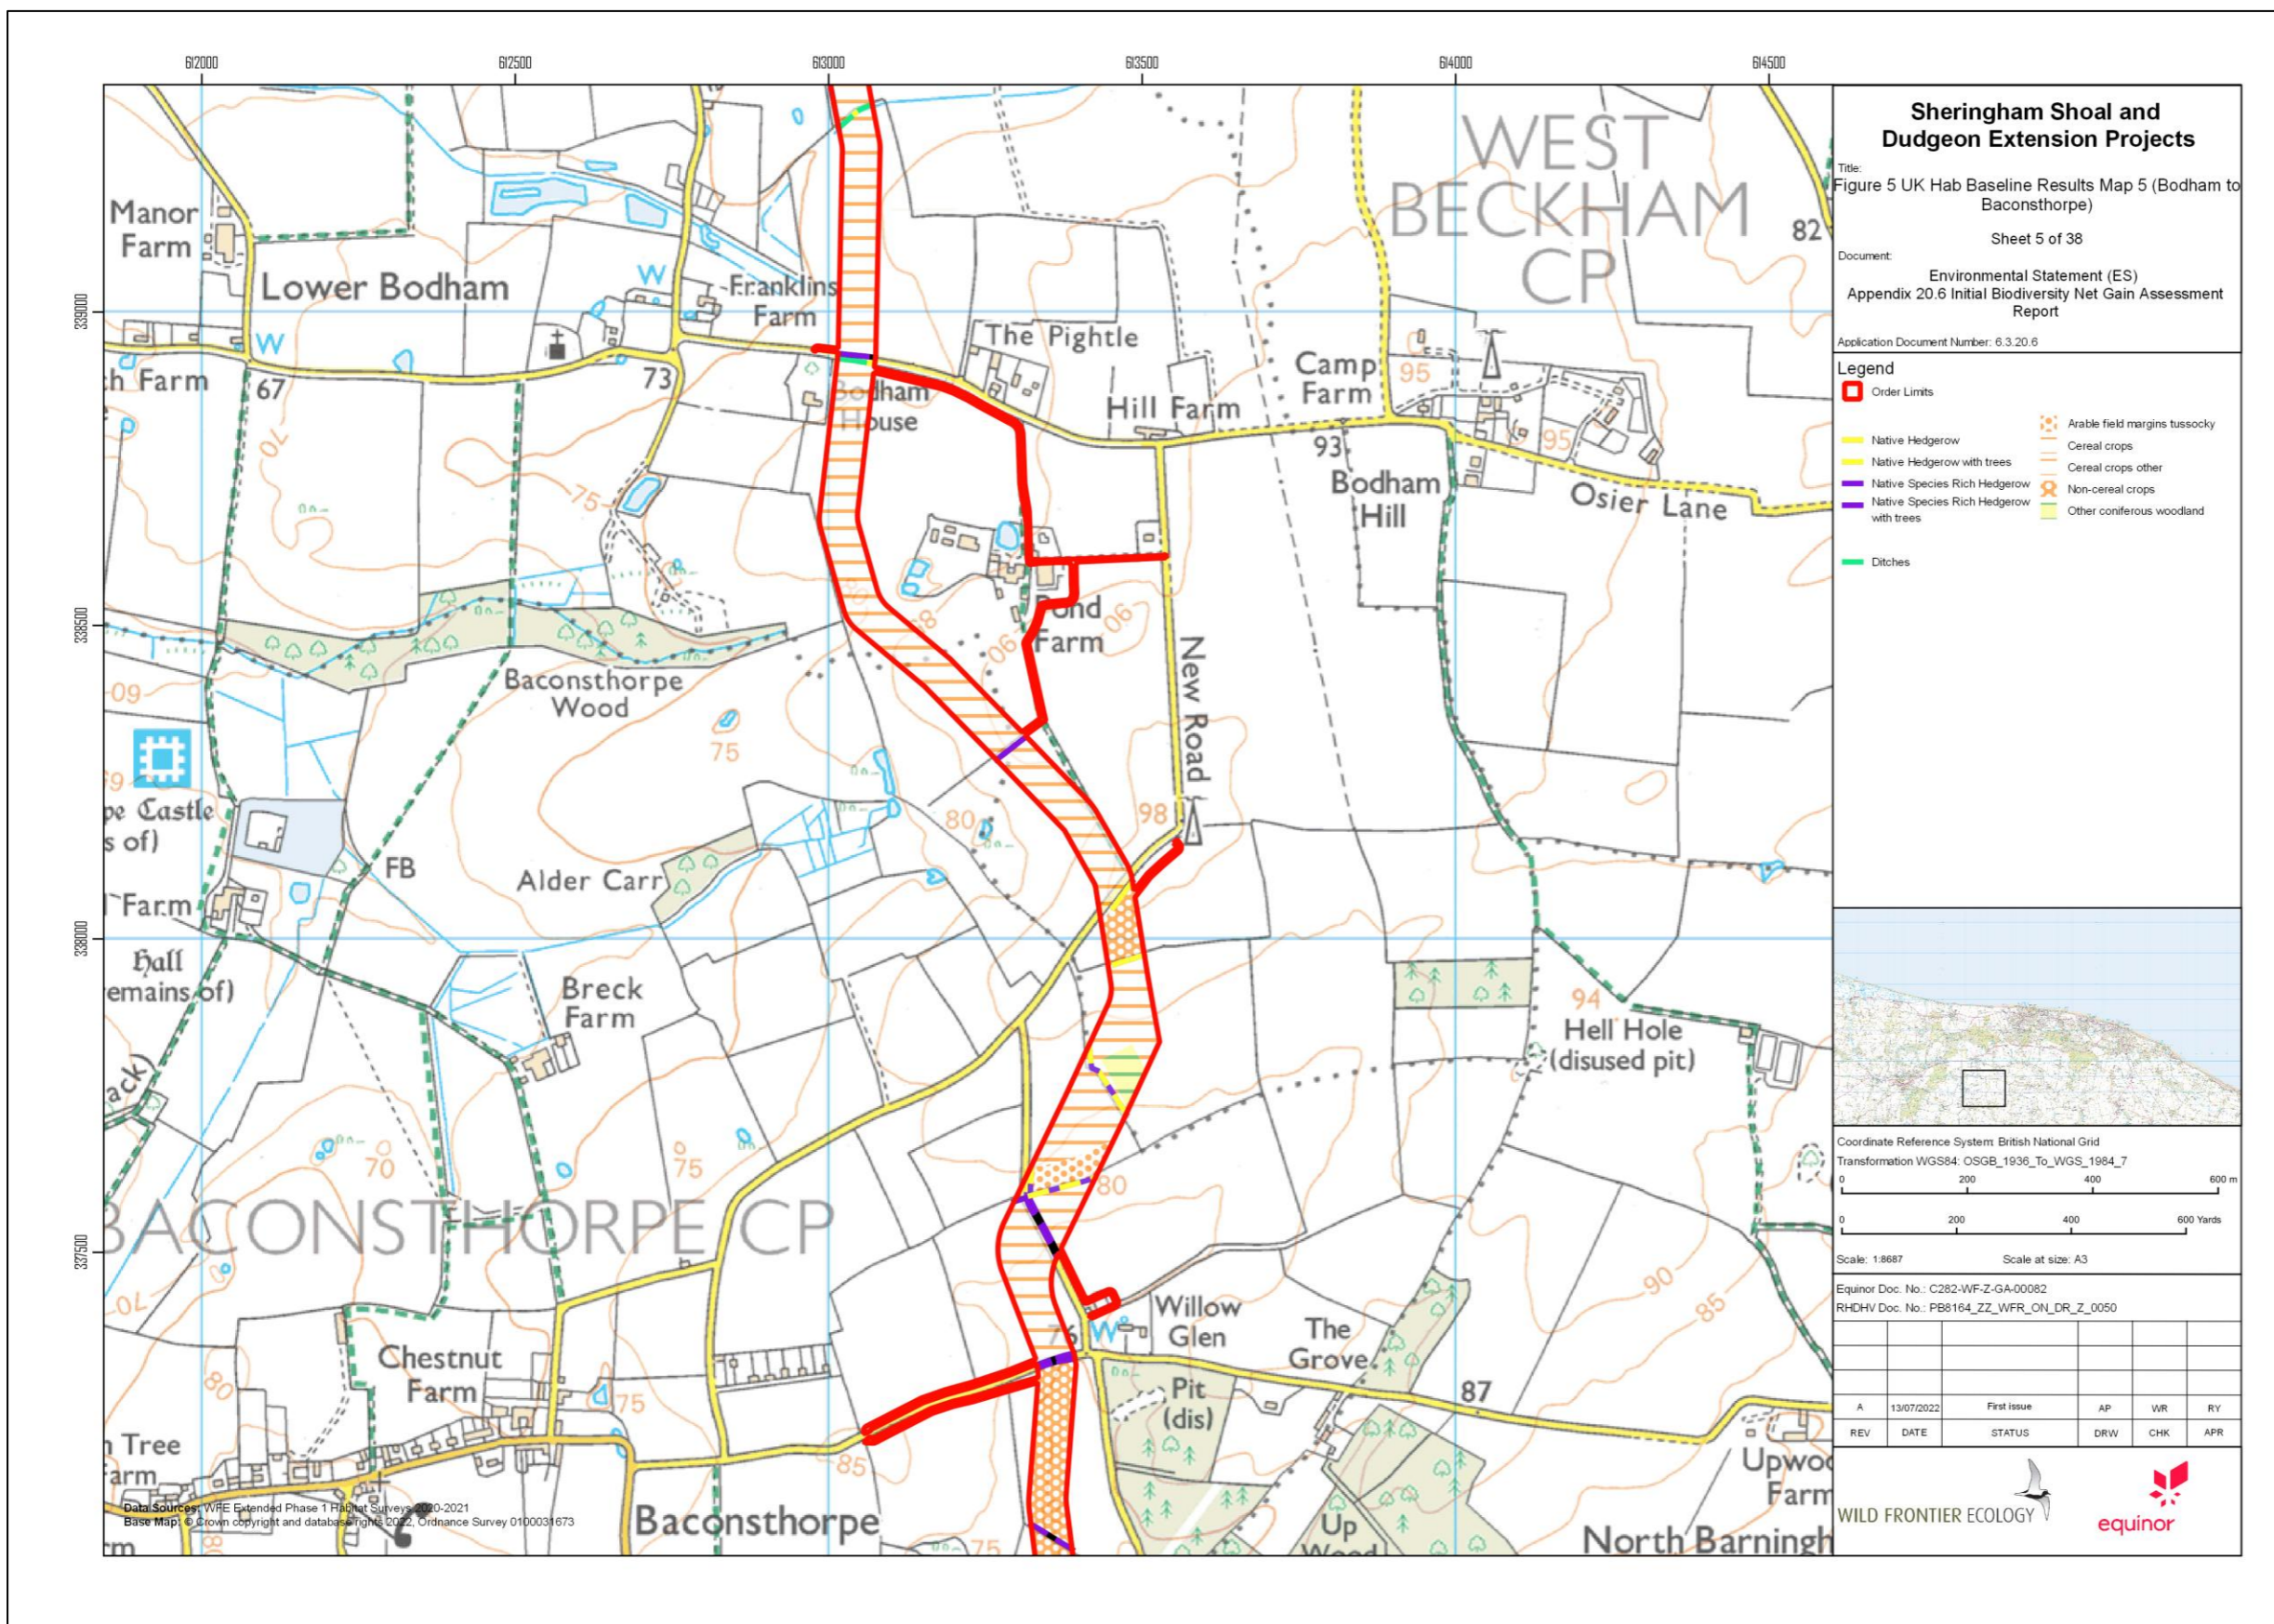 612000 612500 613000 613500 614000 614500
339000
338500
338000
337500
WEST
BECKHAM
CP
82
Manor
Farm
Lower Bodham
W
Franklins
Farm
The Pightle
Camp
Farm
95
W
h Farm
67
73
Bodham
House
Hill Farm
93
95
Bodham
Hill
Osier Lane
70
75
Pond
Farm
90
90
New Road
Baconsthorpe
Wood
75
pe Castle
s of)
80
98
FB
Alder Carr
Farm
Hall
emains of)
Breck
Farm
94
Hell Hole
(disused pit)
ack)
70
75
80
BACONSTHORPE CP
70
90
85
76
W
Willow
Glen
The
Grove
Chestnut
Farm
80
75
Pit
(dis)
87
n Tree
arm
85
Upwoo
Farm
Baconsthorpe
75
Up
Wood
North Barningh
rm
80
Data Sources: WFE Extended Phase 1 Habitat Surveys 2020-2021
Base Map: © Crown copyright and database rights 2022, Ordnance Survey 0100031673
Sheringham Shoal and
Dudgeon Extension Projects
Title:
Figure 5 UK Hab Baseline Results Map 5 (Bodham to
Baconsthorpe)
Sheet 5 of 38
Document:
Environmental Statement (ES)
Appendix 20.6 Initial Biodiversity Net Gain Assessment
Report
Application Document Number: 6.3.20.6
Legend
Order Limits
Native Hedgerow
Native Hedgerow with trees
Native Species Rich Hedgerow
Native Species Rich Hedgerow
with trees
Ditches
Arable field margins tussocky
Cereal crops
Cereal crops other
Non-cereal crops
Other coniferous woodland
Coordinate Reference System: British National Grid
Transformation WGS84: OSGB_1936_To_WGS_1984_7
0 200 400 600 m
0 200 400 600 Yards
Scale: 1:8687 Scale at size: A3
Equinor Doc. No.: C282-WF-Z-GA-00082
RHDHV Doc. No.: PB8164_ZZ_WFR_ON_DR_Z_0050
A 13/07/2022 First issue AP WR RY
REV DATE STATUS DRW CHK APR
WILD FRONTIER ECOLOGY
equinor